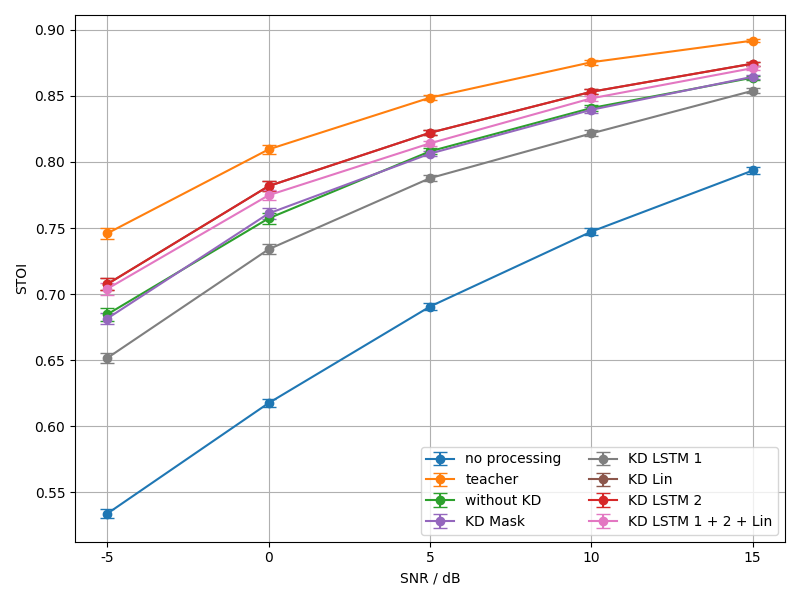 STOI
0.90
0.85
0.80
0.75
0.70
0.65
0.60
0.55
no processing
teacher
without KD
KD Mask
KD LSTM 1
KD Lin
KD LSTM 2
KD LSTM 1 + 2 + Lin
-5 0 5 10 15
SNR / dB